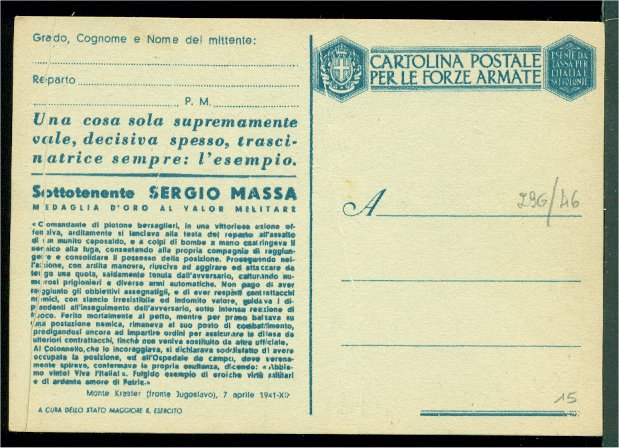 Grado, Cognome e Nome del mittente:
Reparto
P. M.
Una cosa sola supremamente
vale, decisiva spesso, trasci-
natrice sempre: l'esempio.
Sottotenente SERGIO MASSA
MEDAGLIA D'ORO AL VALOR MILITARE
«Comandante di plotone bersaglieri, in una vittoriosa azione of-
fensiva, arditamente si lanciava alla testa del reparto all'assalto
di un munito caposaldo, e a colpi di bombe a mano costringeva il
nemico alla fuga, consentendo alla propria compagnia di raggiun-
gere e consolidare il possesso della posizione. Proseguendo nel-
l'azione, con ardita manovra, riusciva ad aggirare ed attaccare da
tergo una quota, saldamente tenuta dall'avversario, catturando nu-
merosi prigionieri e diverse armi automatiche. Non pago di aver
raggiunto gli obbiettivi assegnatigli, e di aver respinti contrattacchi
nemici, con slancio irresistibile ed indomito valore, guidava i di-
pendenti all'inseguimento dell'avversario, sotto intensa reazione di
fuoco. Ferito mortalmente al petto, mentre per primo balzava su
una postazione nemica, rimaneva al suo posto di combattimento,
prodigandosi ancora ad impartire ordini per assicurare la difesa da
ulteriori contrattacchi, finchè non veniva sostituito da altro ufficiale.
Al Colonnello, che lo incoraggiava, si dichiarava soddisfatto di avere
occupata la posizione, ed all'Ospedale da campo, dove serena-
mente spirava, confermava la propria esultanza, dicendo: «Abbia-
mo vinto! Viva l'Italia!». Fulgido esempio di eroiche virtù militari
e di ardente amore di Patria.»
Monte Kraster (fronte Jugoslavo), 7 aprile 1941-XIX
A CURA DELLO STATO MAGGIORE R. ESERCITO
CARTOLINA POSTALE
PER LE FORZE ARMATE
ESENTE DA
TASSA PER
L'ITALIA E
A
296/46
15